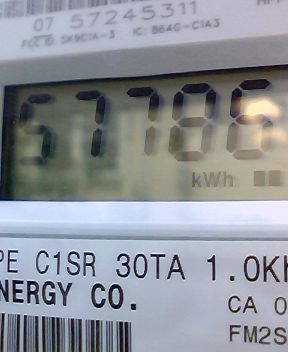 07 57245311
FCC ID: SK9C1A-3 IC: 864G-C1A3
57786
kWh
PE C1SR 30TA 1.0Kh
NERGY CO.
CA 0
FM2S